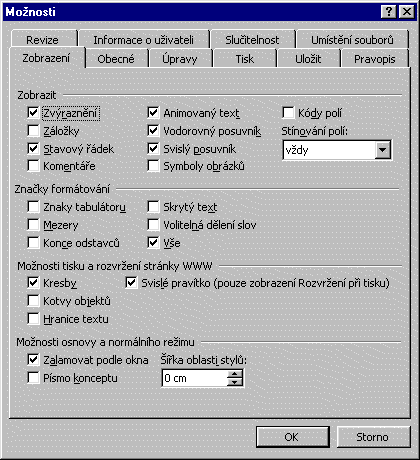 Možnosti
Revize Informace o uživateli Slučitelnost Umístění souborů
Zobrazení Obecné Úpravy Tisk Uložit Pravopis
Zobrazit
Zvýraznění Animovaný text Kódy polí
Záložky Vodorovný posuvník Stínování polí:
Stavový řádek Svislý posuvník vždy
Komentáře Symboly obrázků
Značky formátování
Znaky tabulátoru Skrytý text
Mezery Volitelná dělení slov
Konce odstavců Vše
Možnosti tisku a rozvržení stránky WWW
Kresby Svislé pravítko (pouze zobrazení Rozvržení při tisku)
Kotvy objektů
Hranice textu
Možnosti osnovy a normálního režimu
Zalamovat podle okna Šířka oblasti stylů:
Písmo konceptu 0 cm
OK Storno